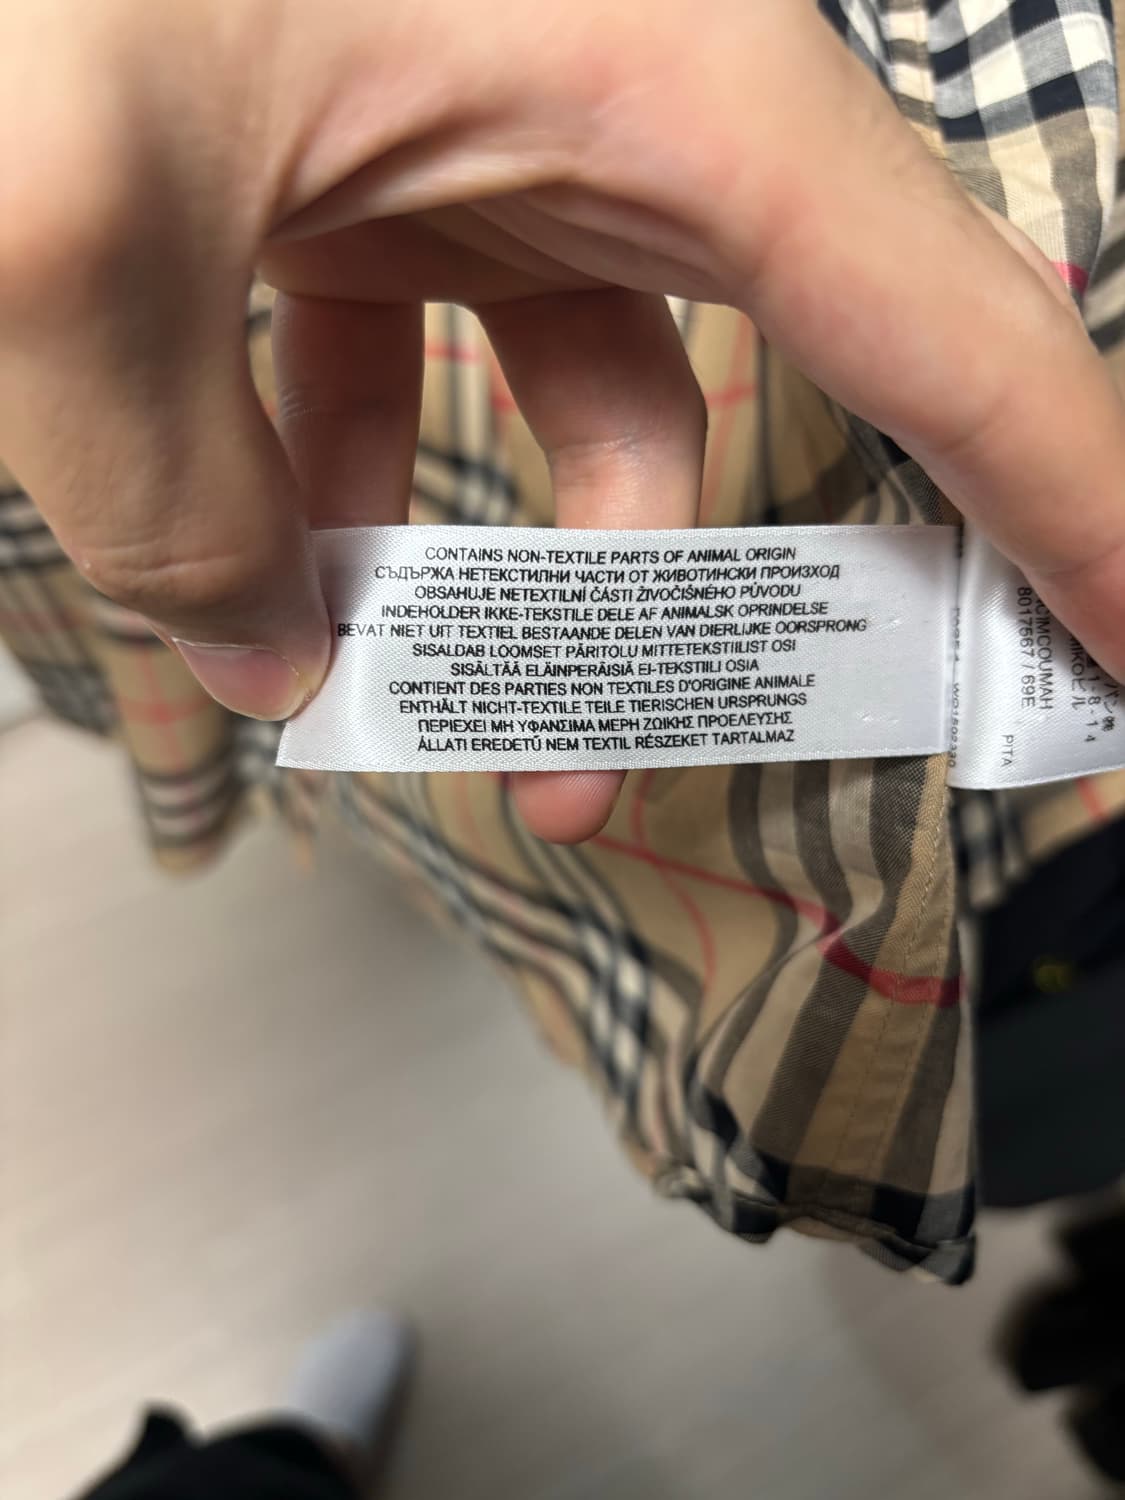 CONTAINS NON-TEXTILE PARTS OF ANIMAL ORIGIN
СЪДЪРЖА НЕТЕКСТИЛНИ ЧАСТИ ОТ ЖИВОТИНСКИ ПРОИЗХОД
OBSAHUJE NETEXTILNÍ ČÁSTI ŽIVOČIŠNÉHO PŮVODU
INDEHOLDER IKKE-TEKSTILE DELE AF ANIMALSK OPRINDELSE
BEVAT NIET UIT TEXTIEL BESTAANDE DELEN VAN DIERLIJKE OORSPRONG
SISALDAB LOOMSET PÄRITOLU MITTETEKSTIILIST OSI
SISÄLTÄÄ ELÄINPERÄISIÄ EI-TEKSTIILI OSIA
CONTIENT DES PARTIES NON TEXTILES D'ORIGINE ANIMALE
ENTHÄLT NICHT-TEXTILE TEILE TIERISCHEN URSPRUNGS
ΠΕΡΙΕΧΕΙ ΜΗ ΥΦΑΝΣΙΜΑ ΜΕΡΗ ΖΩΙΚΗΣ ΠΡΟΕΛΕΥΣΗΣ
ÁLLATI EREDETŰ NEM TEXTIL RÉSZEKET TARTALMAZ
8017567 / 69E
PITA